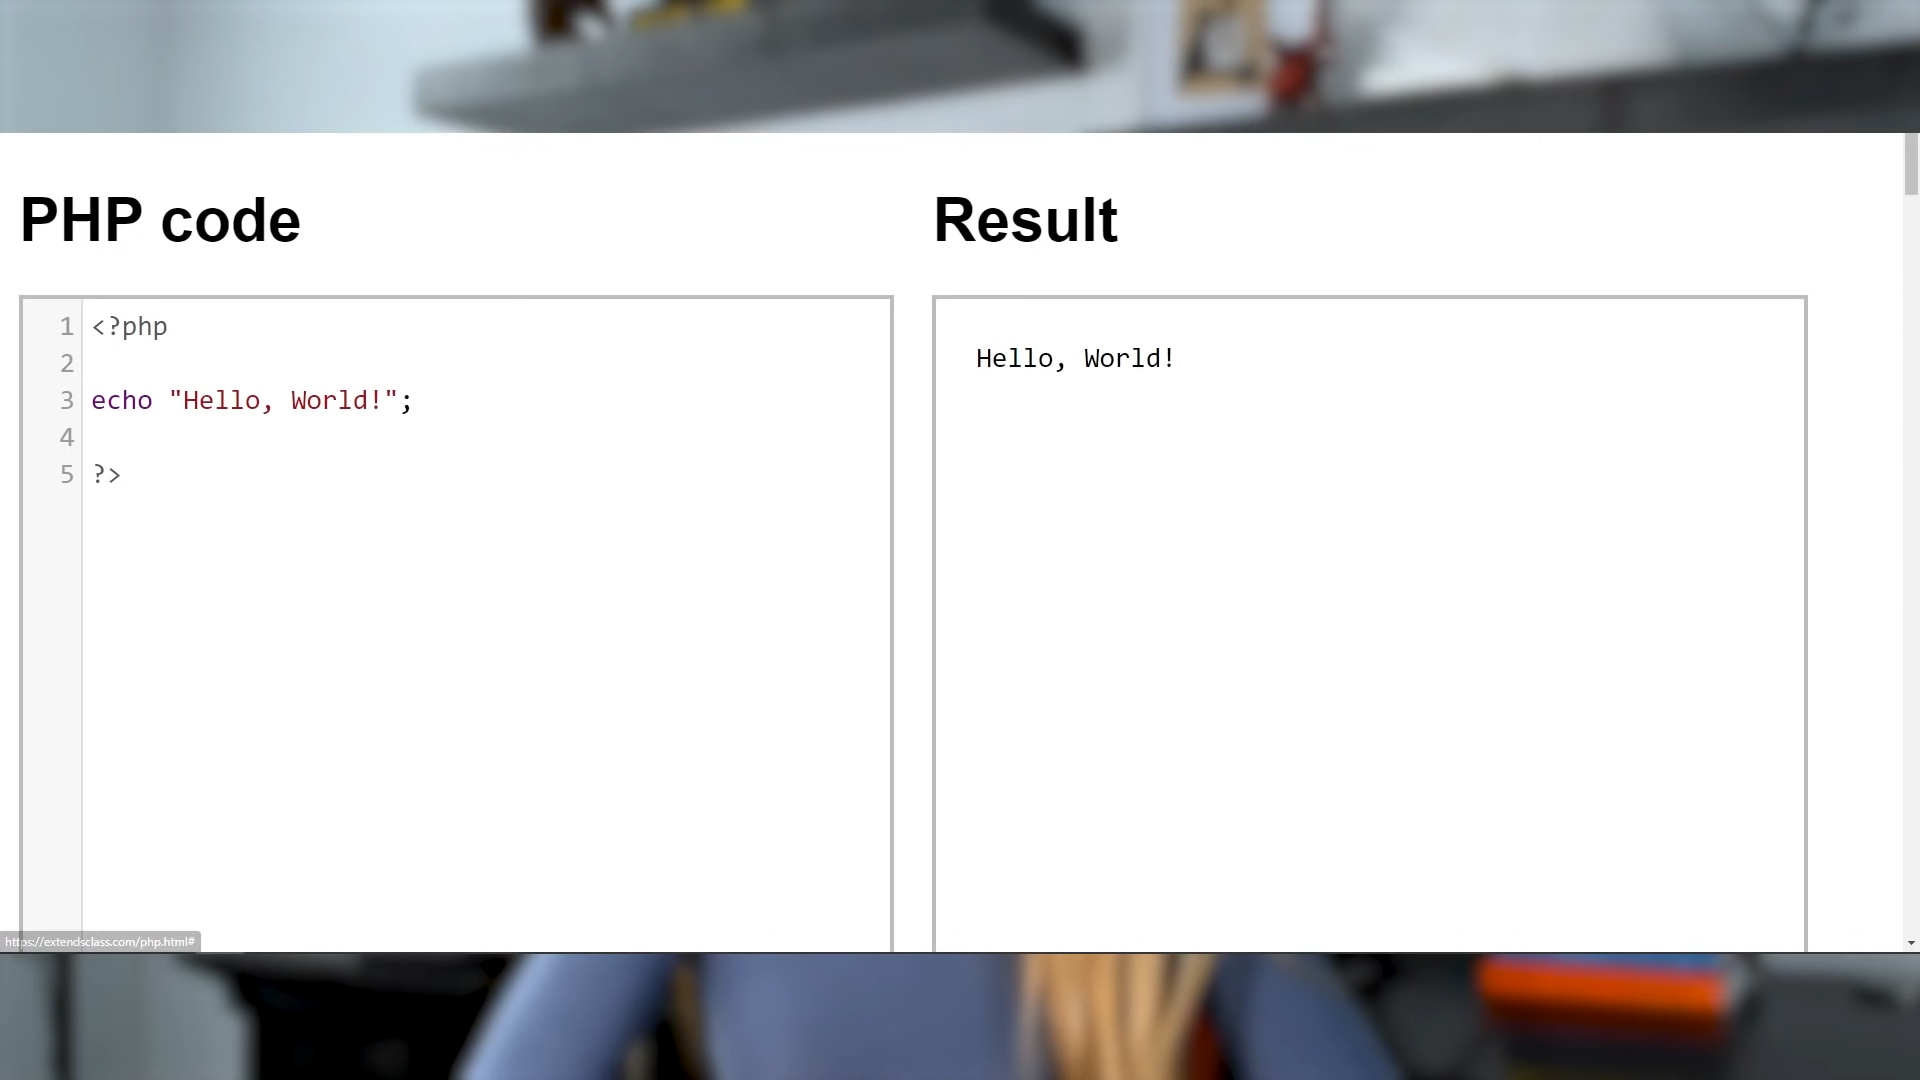 PHP code
1 <?php
2
3 echo "Hello, World!";
4
5 ?>
Result
Hello, World!
https://extendsclass.com/php.html#